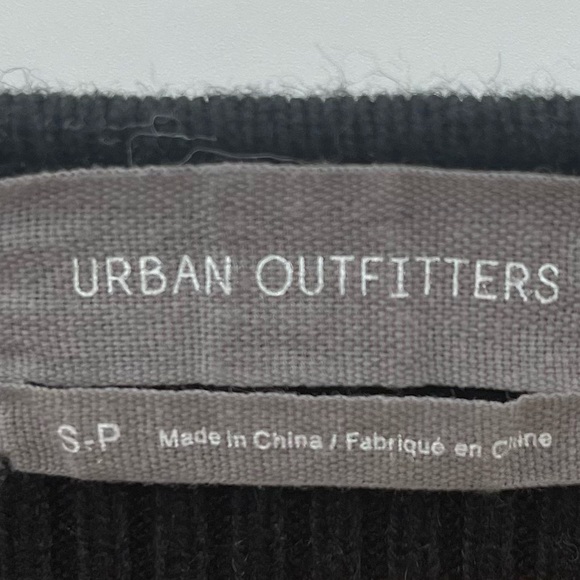 URBAN OUTFITTERS
S-P Made in China / Fabriqué en Chine